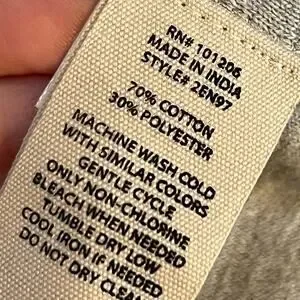 RN# 101206
MADE IN INDIA
STYLE# 2EN97
70% COTTON
30% POLYESTER
MACHINE WASH COLD
WITH SIMILAR COLORS
GENTLE CYCLE
ONLY NON-CHLORINE
BLEACH WHEN NEEDED
TUMBLE DRY LOW
COOL IRON IF NEEDED
DO NOT DRY CLEAN